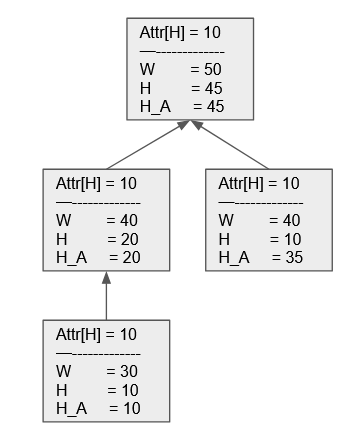 Attr[H] = 10
—-------------
W = 50
H = 45
H_A = 45
Attr[H] = 10
—-------------
W = 40
H = 20
H_A = 20
Attr[H] = 10
—-------------
W = 40
H = 10
H_A = 35
Attr[H] = 10
—-------------
W = 30
H = 10
H_A = 10